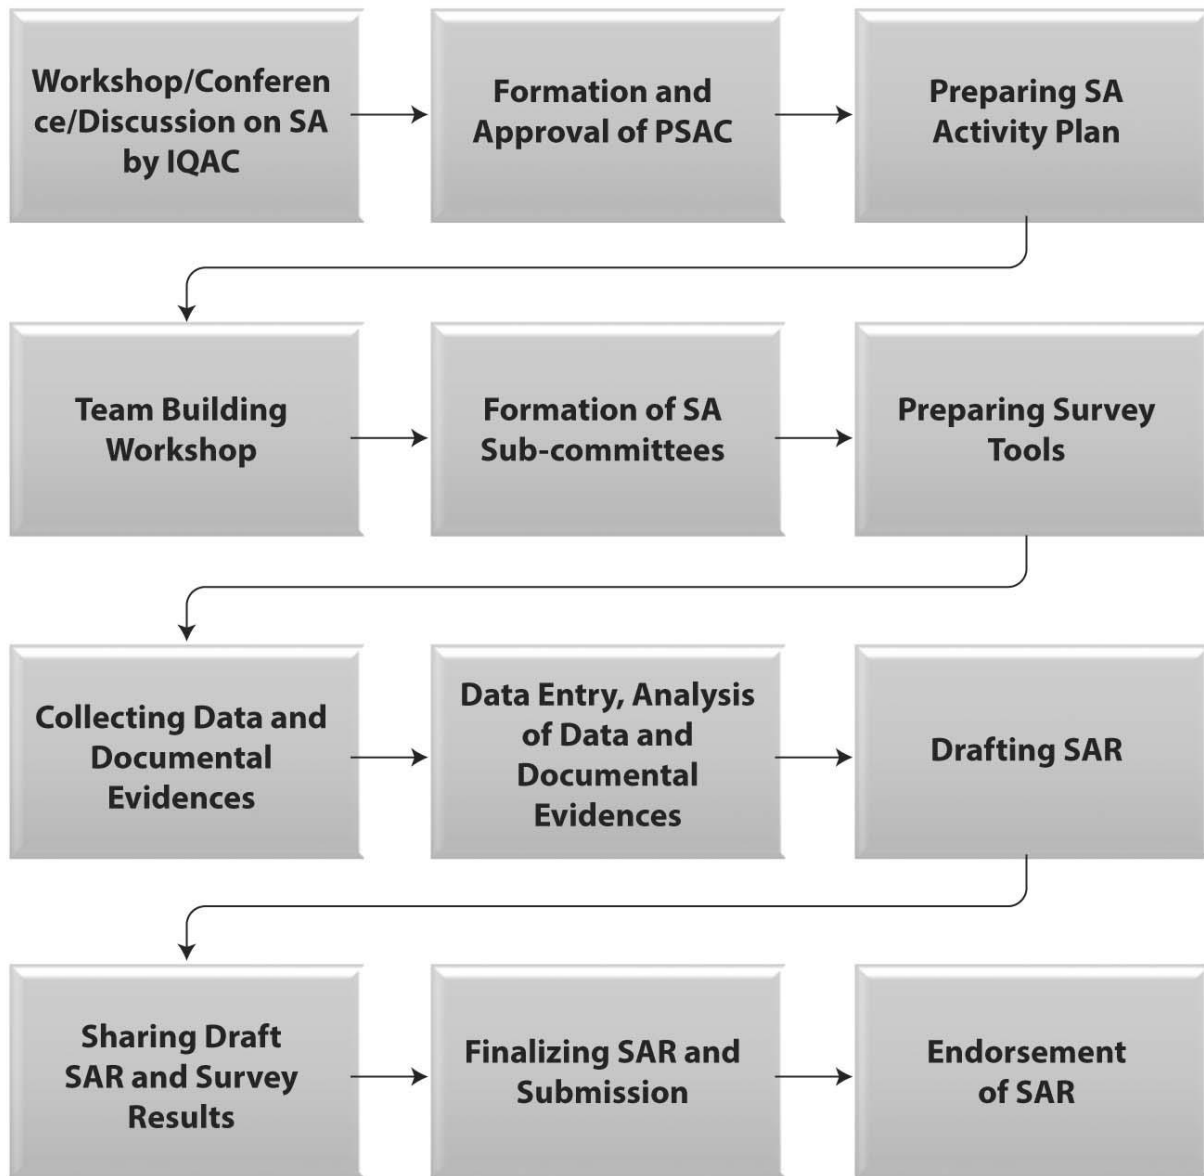 Workshop/Conferen
ce/Discussion on SA
by IQAC
Formation and
Approval of PSAC
Preparing SA
Activity Plan
Team Building
Workshop
Formation of SA
Sub-committees
Preparing Survey
Tools
Collecting Data and
Documental
Evidences
Data Entry, Analysis
of Data and
Documental
Evidences
Drafting SAR
Sharing Draft
SAR and Survey
Results
Finalizing SAR and
Submission
Endorsement
of SAR